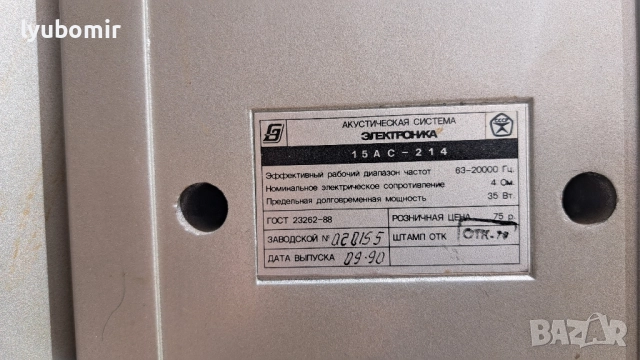 lyubomir
АКУСТИЧЕСКАЯ СИСТЕМА
ЭЛЕКТРОНИКА
15АС-214
Эффективный рабочий диапазон частот 63-20000 Гц.
Номинальное электрическое сопротивление 4 Ом.
Предельная долговременная мощность 35 Вт.
ГОСТ 23262-88 РОЗНИЧНАЯ ЦЕНА 75 р.
ЗАВОДСКОЙ № 020155 ШТАМП ОТК
ДАТА ВЫПУСКА 09-90
BAZAR
bg